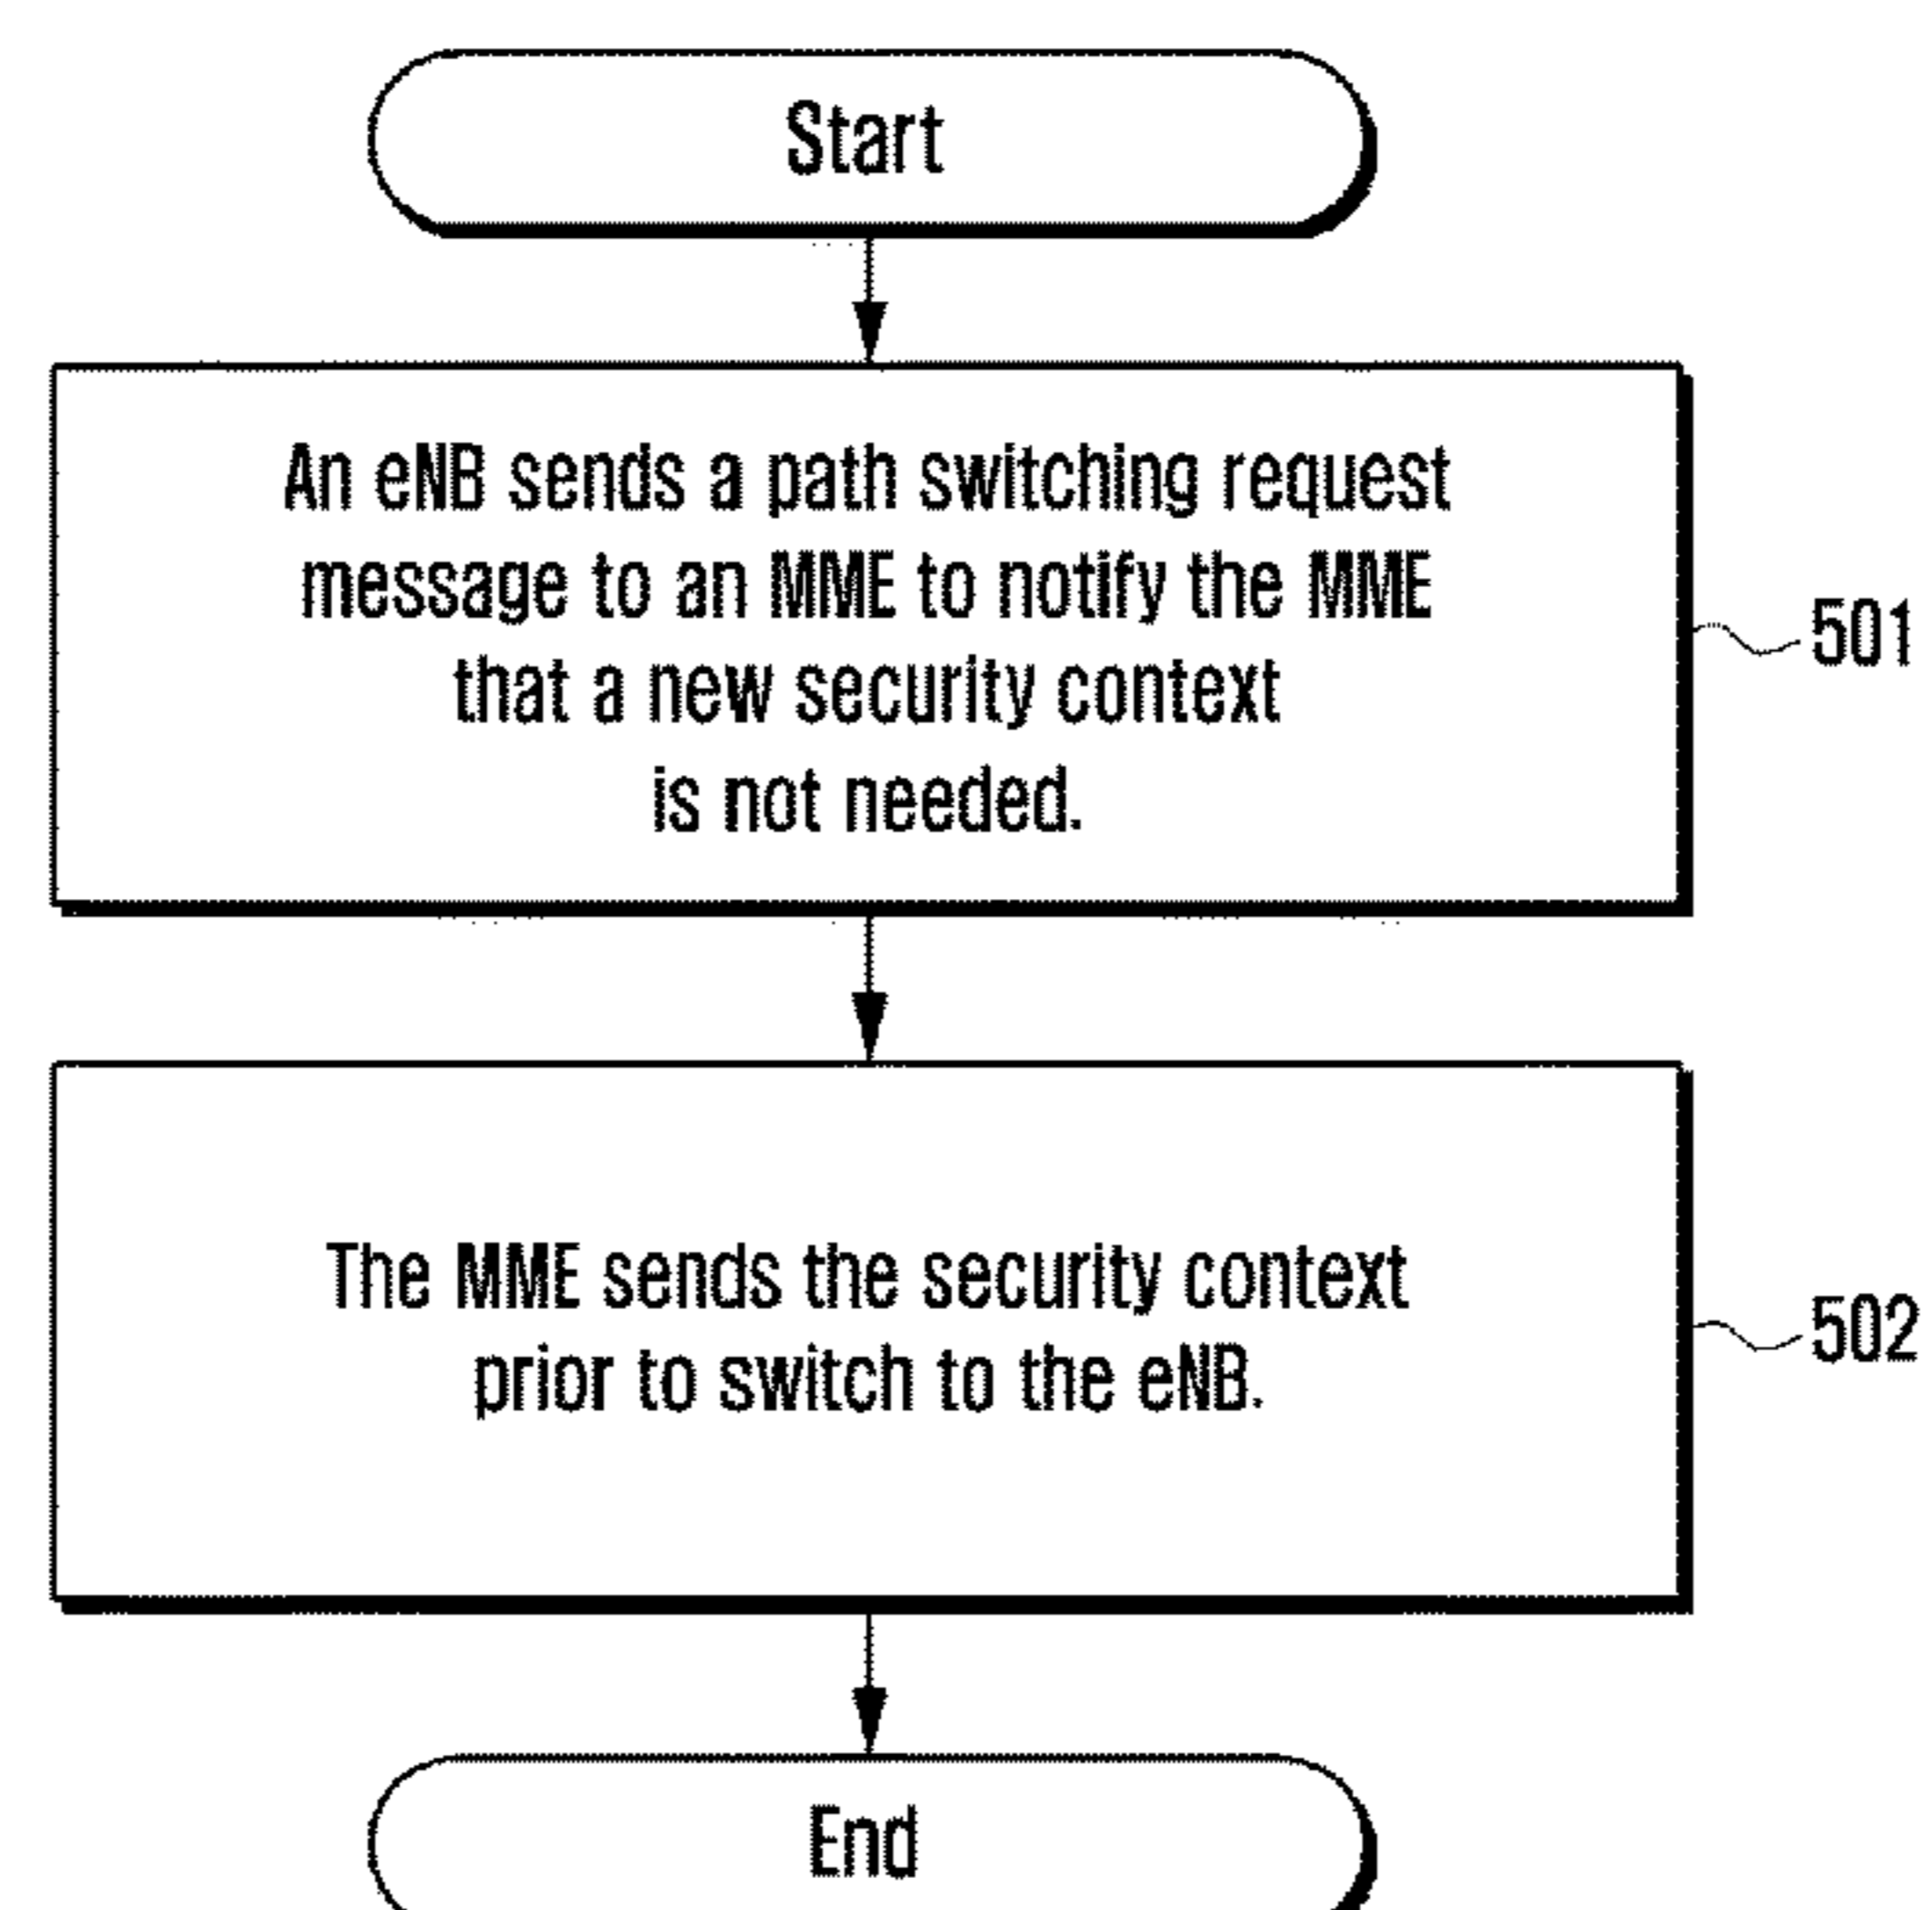 Start
An eNB sends a path switching request
message to an MME to notify the MME
that a new security context
is not needed.
501
The MME sends the security context
prior to switch to the eNB.
502
End